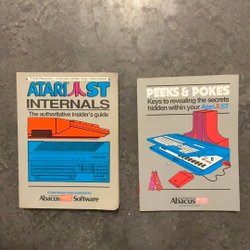 ATARI ST
INTERNALS
The authoritative insider's guide
A Data Becker book published by
Abacus Software
PEEKS & POKES
Keys to revealing the secrets
hidden within your Atari ST
Abacus